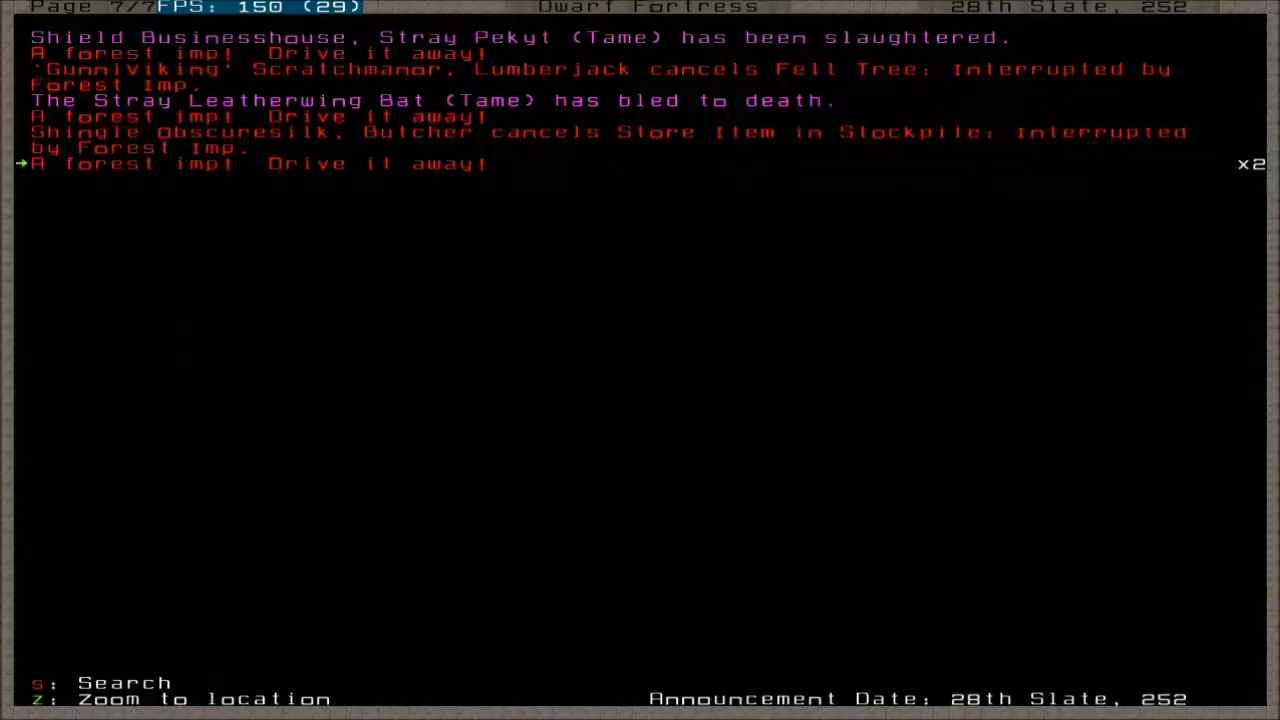 Page 7/7 FPS: 150 (29) Dwarf Fortress 28th Slate, 252
Shield Businesshouse, Stray Pekyt (Tame) has been slaughtered.
A forest imp! Drive it away!
'Gunniviking' Scratchmanor, Lumberjack cancels Fell Tree: Interrupted by
Forest Imp.
The Stray Leatherwing Bat (Tame) has bled to death.
A forest imp! Drive it away!
Shingle Obscuresilk, Butcher cancels Store Item in Stockpile: Interrupted
by Forest Imp.
A forest imp! Drive it away! x2
s: Search
z: Zoom to location Announcement Date: 28th Slate, 252